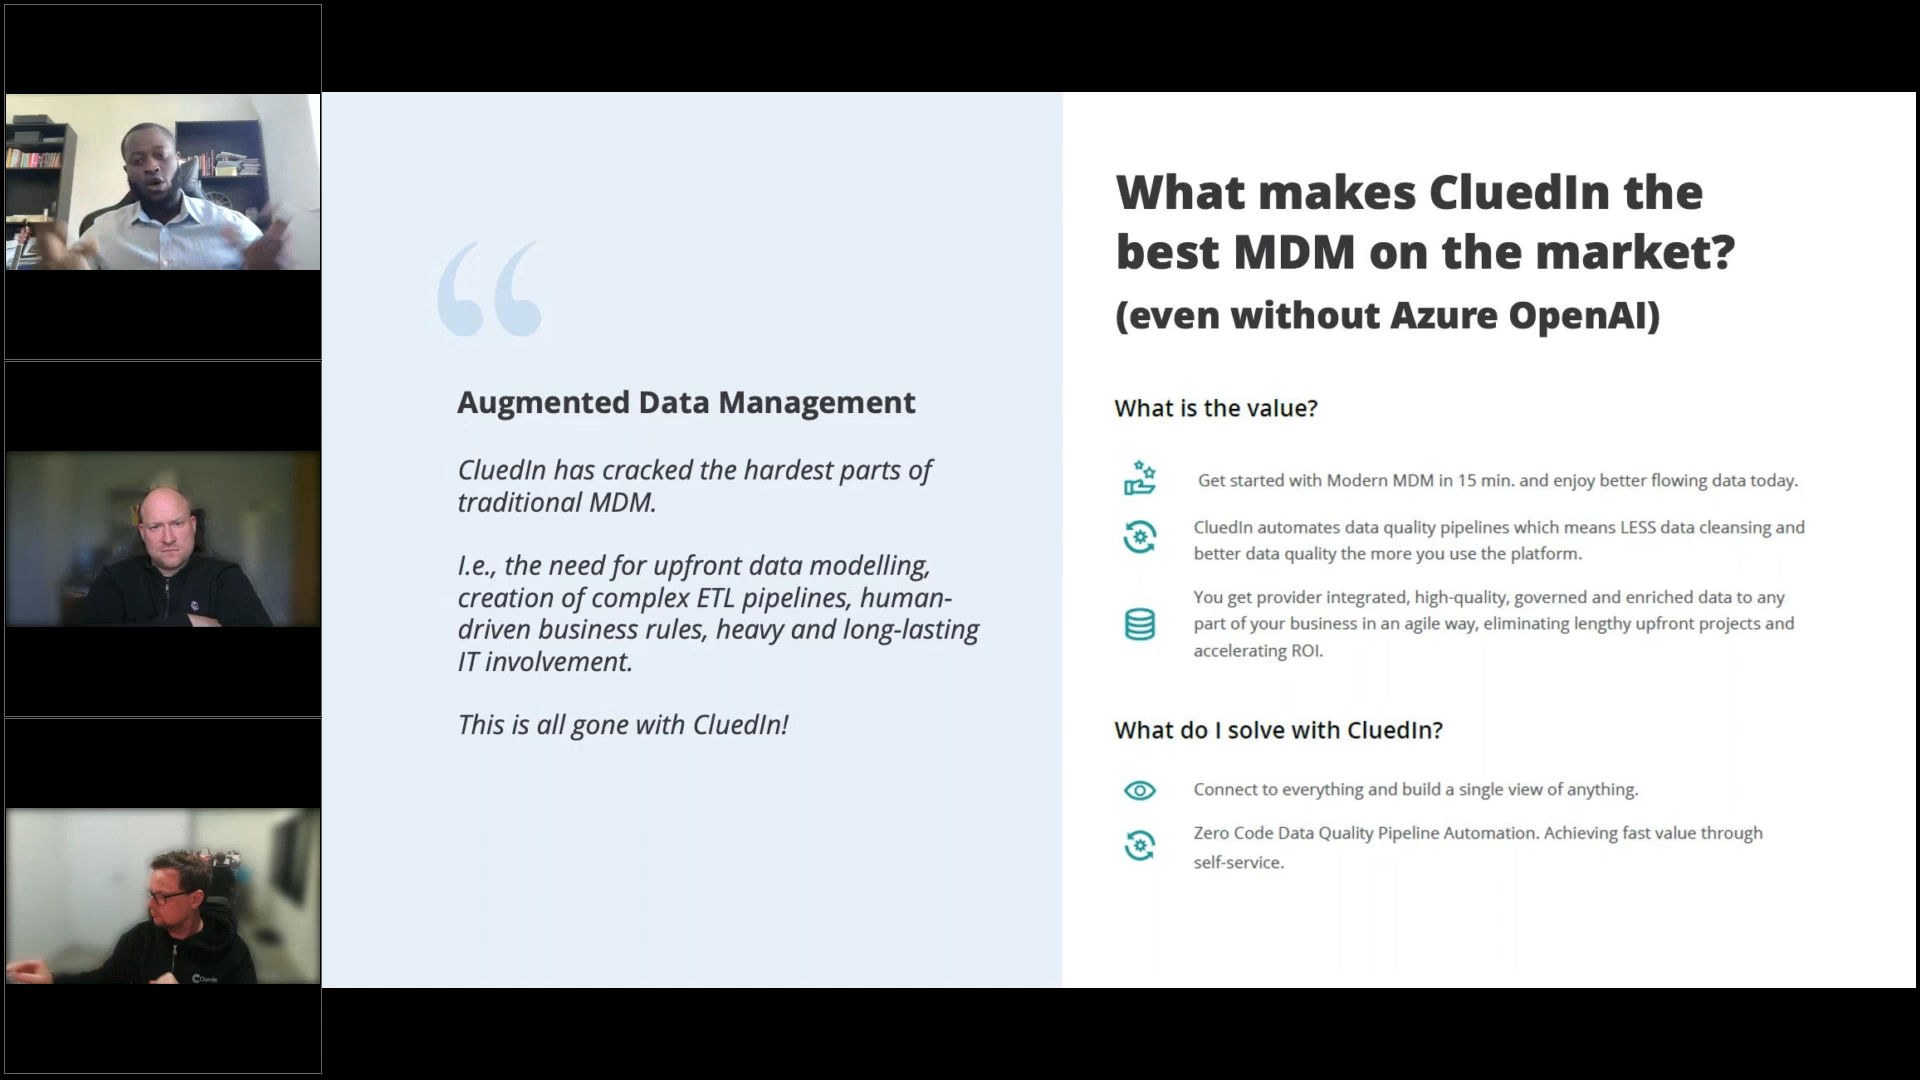 Augmented Data Management
CluedIn has cracked the hardest parts of
traditional MDM.
I.e., the need for upfront data modelling,
creation of complex ETL pipelines, human-
driven business rules, heavy and long-lasting
IT involvement.
This is all gone with CluedIn!
What makes CluedIn the
best MDM on the market?
(even without Azure OpenAI)
What is the value?
Get started with Modern MDM in 15 min. and enjoy better flowing data today.
CluedIn automates data quality pipelines which means LESS data cleansing and
better data quality the more you use the platform.
You get provider integrated, high-quality, governed and enriched data to any
part of your business in an agile way, eliminating lengthy upfront projects and
accelerating ROI.
What do I solve with CluedIn?
Connect to everything and build a single view of anything.
Zero Code Data Quality Pipeline Automation. Achieving fast value through
self-service.